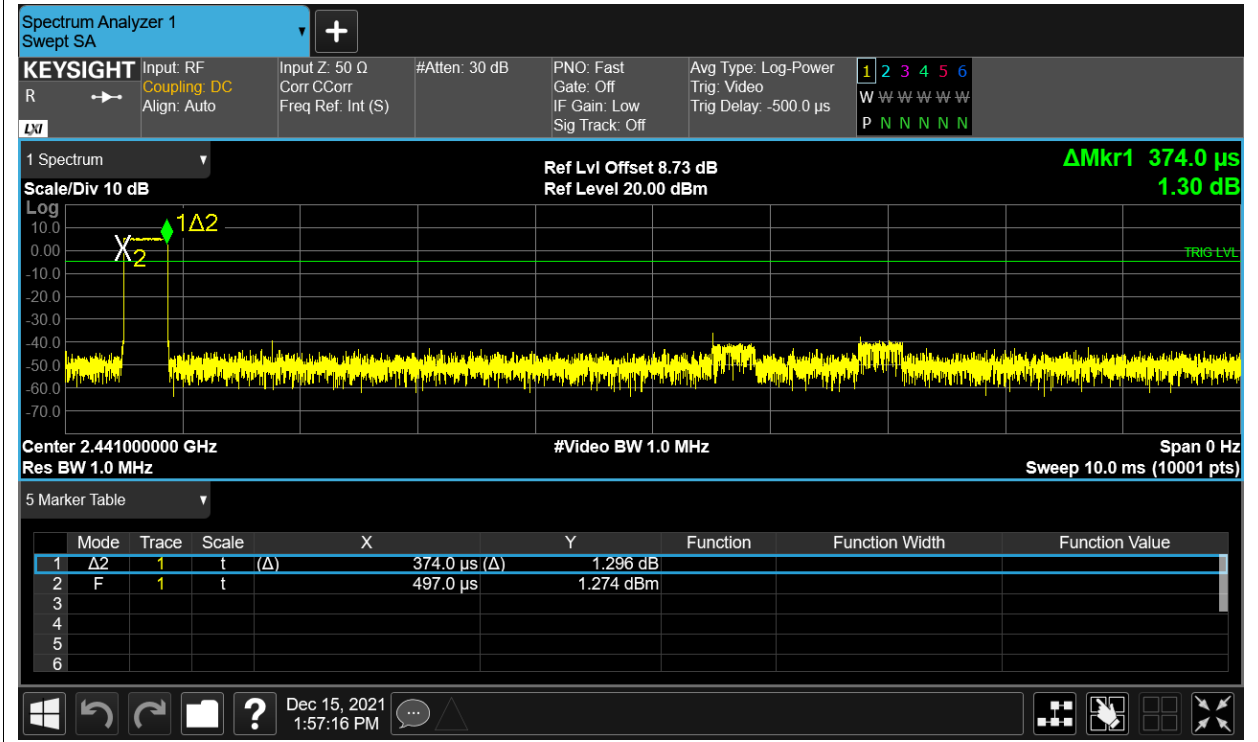 Spectrum Analyzer 1
Swept SA
KEYSIGHT Input: RF Input Z: 50 Ω #Atten: 30 dB PNO: Fast Avg Type: Log-Power 1 2 3 4 5 6
R Coupling: DC Corr CCorr Gate: Off Trig: Video W W W W W W
Align: Auto Freq Ref: Int (S) IF Gain: Low Trig Delay: -500.0 µs P N N N N N
LXI Sig Track: Off
1 Spectrum Ref Lvl Offset 8.73 dB ΔMkr1 374.0 µs
Scale/Div 10 dB Ref Level 20.00 dBm 1.30 dB
Log
10.0 1Δ2
0.00 X2 TRIG LVL
-10.0
-20.0
-30.0
-40.0
-50.0
-60.0
-70.0
Center 2.441000000 GHz #Video BW 1.0 MHz Span 0 Hz
Res BW 1.0 MHz Sweep 10.0 ms (10001 pts)
5 Marker Table
Mode Trace Scale X Y Function Function Width Function Value
1 Δ2 1 t (Δ) 374.0 µs (Δ) 1.296 dB
2 F 1 t 497.0 µs 1.274 dBm
3
4
5
6
? Dec 15, 2021
1:57:16 PM